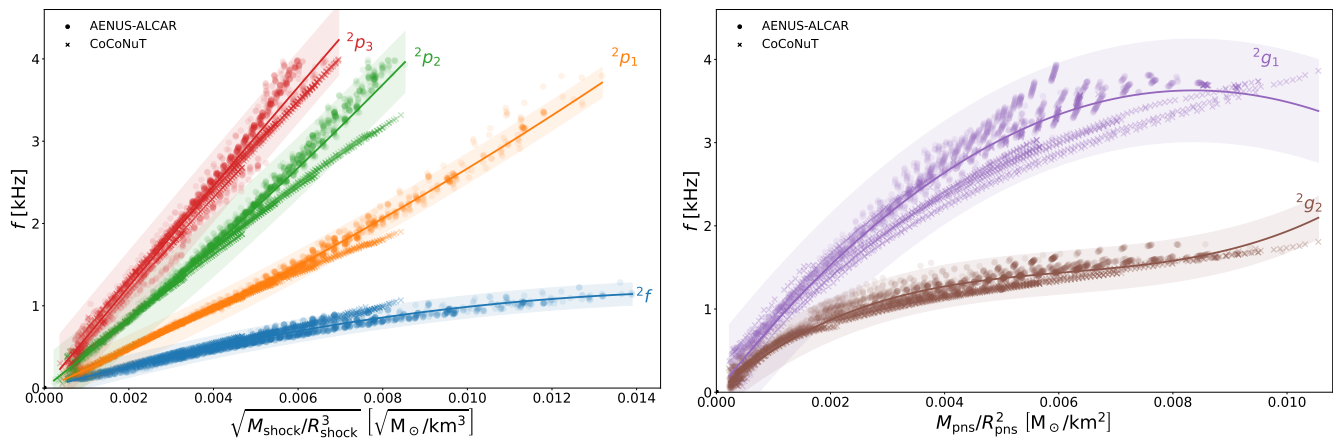 AENUS-ALCAR
CoCoNuT
²p₃
²p₂
²p₁
²f
f [kHz]
4
3
2
1
0
0.000 0.002 0.004 0.006 0.008 0.010 0.012 0.014
√(M_shock/R³_shock) [√(M_⊙/km³)]
AENUS-ALCAR
CoCoNuT
²g₁
²g₂
f [kHz]
4
3
2
1
0
0.000 0.002 0.004 0.006 0.008 0.010
M_pns/R²_pns [M_⊙/km²]